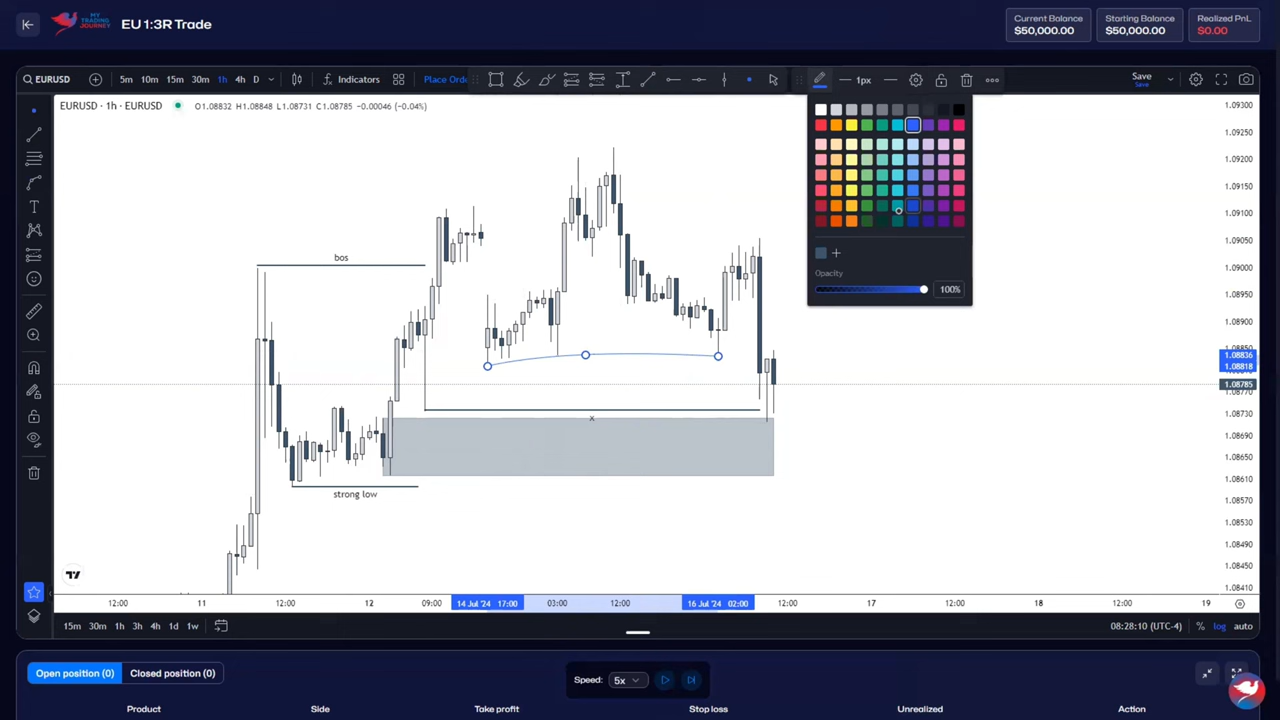 MY TRADING JOURNEY
EU 1:3R Trade
Current Balance
$50,000.00
Starting Balance
$50,000.00
Realized PnL
$0.00
EURUSD 5m 10m 15m 30m 1h 4h D Indicators Place Orde 1px Save
Save
EURUSD · 1h · EURUSD O1.08832 H1.08848 L1.08731 C1.08785 −0.00046 (−0.04%)
1.09300
1.09250
1.09200
1.09150
1.09100
1.09050
1.09000
1.08950
1.08900
1.08850
1.08836
1.08818
1.08785
1.08770
1.08730
1.08690
1.08650
1.08610
1.08570
1.08530
1.08490
1.08450
1.08410
Opacity
100%
bos
x
strong low
12:00 11 12:00 12 09:00 14 Jul '24 17:00 03:00 12:00 16 Jul '24 02:00 12:00 17 12:00 18 12:00 19
15m 30m 1h 3h 4h 1d 1w 08:28:10 (UTC-4) % log auto
Open position (0) Closed position (0) Speed: 5x
Product Side Take profit Stop loss Unrealized Action